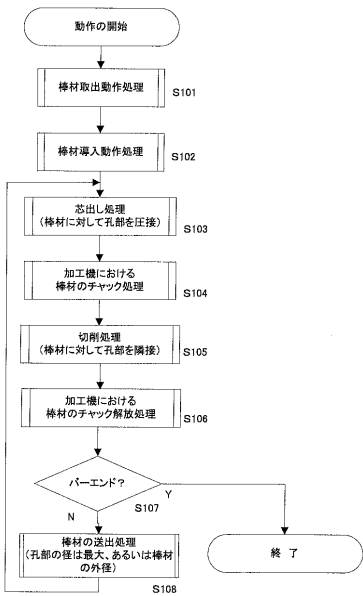 動作の開始
棒材取出動作処理
S101
棒材導入動作処理
S102
芯出し処理
（棒材に対して孔部を圧接）
S103
加工機における
棒材のチャック処理
S104
切削処理
（棒材に対して孔部を隣接）
S105
加工機における
棒材のチャック解放処理
S106
バーエンド？
Y
S107
N
棒材の送出処理
（孔部の径は最大、あるいは棒材
の外径）
S108
終 了